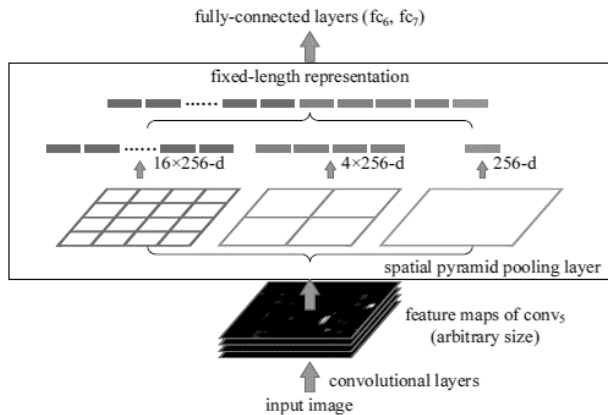 fully-connected layers (fc₆, fc₇)
fixed-length representation
......
......
16×256-d
4×256-d
256-d
spatial pyramid pooling layer
feature maps of conv₅
(arbitrary size)
convolutional layers
input image